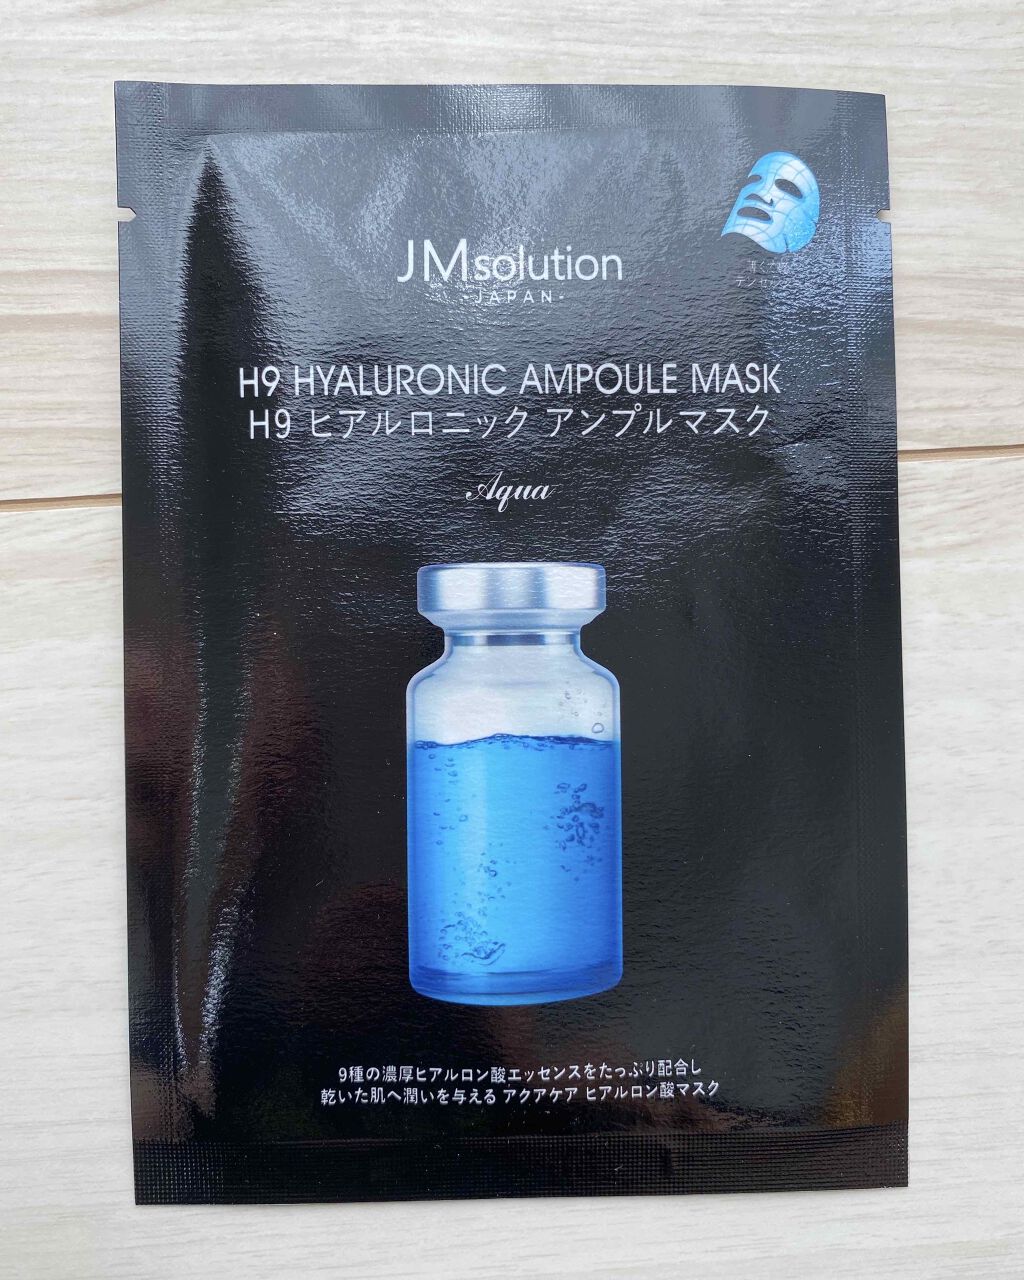 JMsolution
-JAPAN-
H9 HYALURONIC AMPOULE MASK
H9 ヒアルロニック アンプルマスク
Aqua
9種の濃厚ヒアルロン酸エッセンスをたっぷり配合し
乾いた肌へ潤いを与える アクアケア ヒアルロン酸マスク